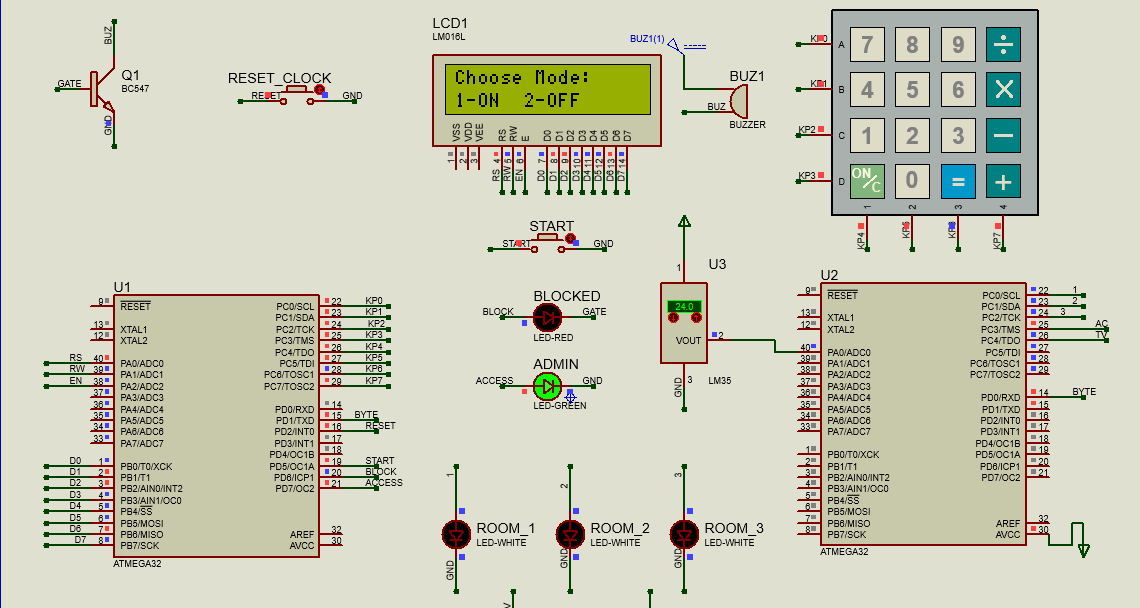 BUZ
GATE
Q1
BC547
GND
RESET_CLOCK
RESET
GND
LCD1
LM016L
Choose Mode:
1-ON 2-OFF
VSS
VDD
VEE
RS
RW
E
D0
D1
D2
D3
D4
D5
D6
D7
1
2
3
4
5
6
7
8
9
10
11
12
13
14
RS
RW
EN
D0
D1
D2
D3
D4
D5
D6
D7
BUZ1(1)
BUZ1
BUZ
BUZZER
KP2
KP3
A
B
C
D
7 8 9 ÷
4 5 6 ×
1 2 3 −
ON/C 0 = +
1 2 3 4
KP4
KP7
START
START
GND
BLOCKED
BLOCK
GATE
LED-RED
ADMIN
ACCESS
GND
LED-GREEN
U3
1
24.0
VOUT
2
3
GND
LM35
U1
9 RESET
13 XTAL1
12 XTAL2
RS 40 PA0/ADC0
RW 39 PA1/ADC1
EN 38 PA2/ADC2
37 PA3/ADC3
36 PA4/ADC4
35 PA5/ADC5
34 PA6/ADC6
33 PA7/ADC7
D0 1 PB0/T0/XCK
D1 2 PB1/T1
D2 3 PB2/AIN0/INT2
D3 4 PB3/AIN1/OC0
D4 5 PB4/SS
D5 6 PB5/MOSI
D6 7 PB6/MISO
D7 8 PB7/SCK
PC0/SCL 22 KP0
PC1/SDA 23 KP1
PC2/TCK 24 KP2
PC3/TMS 25 KP3
PC4/TDO 26 KP4
PC5/TDI 27 KP5
PC6/TOSC1 28 KP6
PC7/TOSC2 29 KP7
PD0/RXD 14
PD1/TXD 15 BYTE
PD2/INT0 16 RESET
PD3/INT1 17
PD4/OC1B 18
PD5/OC1A 19 START
PD6/ICP1 20 BLOCK
PD7/OC2 21 ACCESS
AREF 32
AVCC 30
ATMEGA32
U2
9 RESET
13 XTAL1
12 XTAL2
40 PA0/ADC0
39 PA1/ADC1
38 PA2/ADC2
37 PA3/ADC3
36 PA4/ADC4
35 PA5/ADC5
34 PA6/ADC6
33 PA7/ADC7
1 PB0/T0/XCK
2 PB1/T1
3 PB2/AIN0/INT2
4 PB3/AIN1/OC0
5 PB4/SS
6 PB5/MOSI
7 PB6/MISO
8 PB7/SCK
PC0/SCL 22 1
PC1/SDA 23 2
PC2/TCK 24 3
PC3/TMS 25 AC
PC4/TDO 26 TV
PC5/TDI 27
PC6/TOSC1 28
PC7/TOSC2 29
PD0/RXD 14 BYTE
PD1/TXD 15
PD2/INT0 16
PD3/INT1 17
PD4/OC1B 18
PD5/OC1A 19
PD6/ICP1 20
PD7/OC2 21
AREF 32
AVCC 30
ATMEGA32
1
ROOM_1
LED-WHITE
GND
2
ROOM_2
LED-WHITE
GND
3
ROOM_3
LED-WHITE
GND